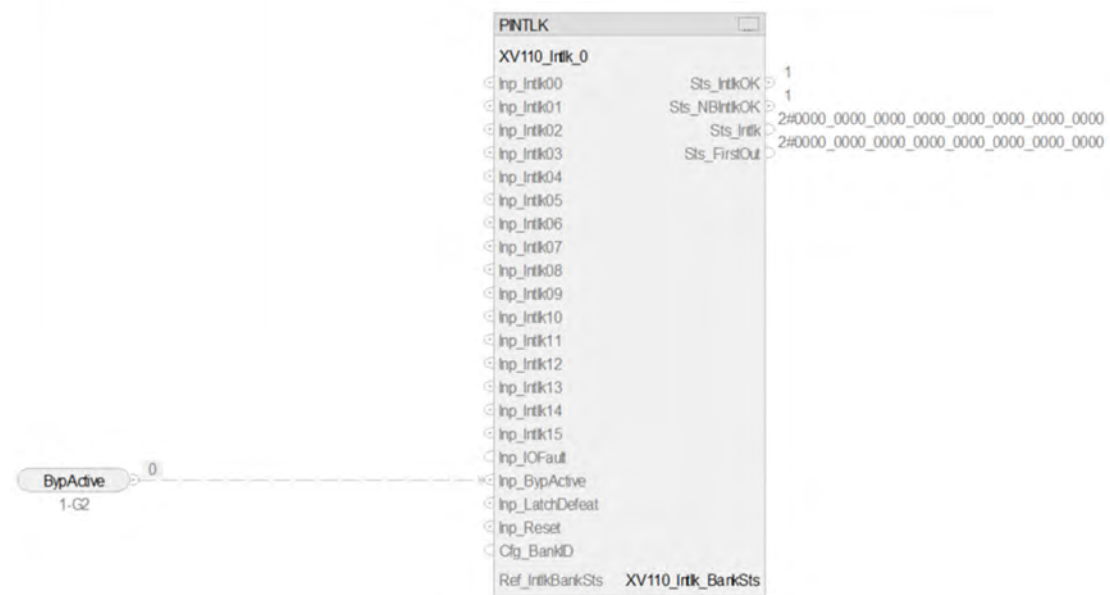 PINTLK
XV110_Intlk_0
Inp_Intlk00 Sts_IntlkOK 1
Inp_Intlk01 Sts_NBIntlkOK 1
Inp_Intlk02 Sts_Intlk 2#0000_0000_0000_0000_0000_0000_0000_0000
Inp_Intlk03 Sts_FirstOut 2#0000_0000_0000_0000_0000_0000_0000_0000
Inp_Intlk04
Inp_Intlk05
Inp_Intlk06
Inp_Intlk07
Inp_Intlk08
Inp_Intlk09
Inp_Intlk10
Inp_Intlk11
Inp_Intlk12
Inp_Intlk13
Inp_Intlk14
Inp_Intlk15
Inp_IOFault
BypActive 0 Inp_BypActive
1-G2 Inp_LatchDefeat
Inp_Reset
Cfg_BankID
Ref_IntlkBankSts XV110_Intlk_BankSts